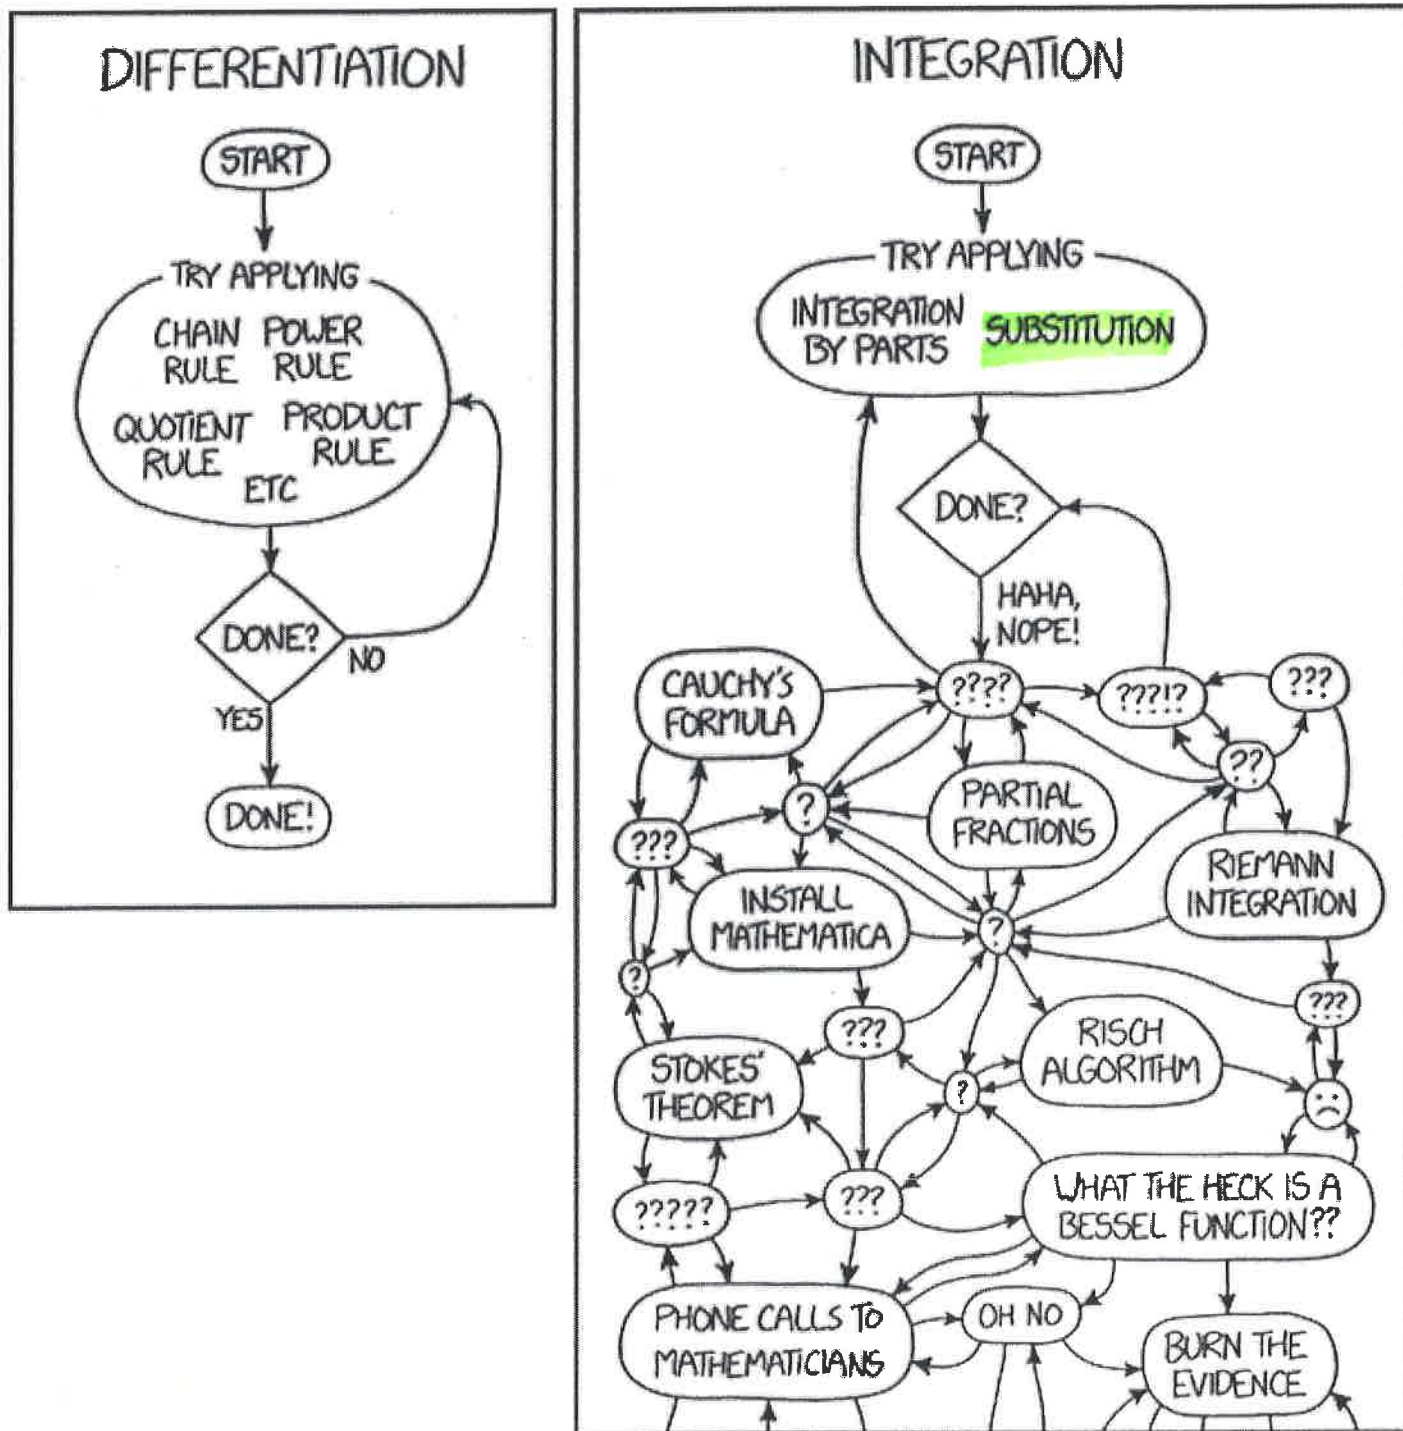 DIFFERENTIATION
START
TRY APPLYING
CHAIN POWER
RULE RULE
QUOTIENT PRODUCT
RULE RULE
ETC
DONE?
NO
YES
DONE!
INTEGRATION
START
TRY APPLYING
INTEGRATION SUBSTITUTION
BY PARTS
DONE?
HAHA,
NOPE!
CAUCHY'S
FORMULA
????
???!?
???
??
?
PARTIAL
FRACTIONS
???
RIEMANN
INTEGRATION
INSTALL
MATHEMATICA
?
?
???
???
RISCH
ALGORITHM
STOKES'
THEOREM
?
?????
???
WHAT THE HECK IS A
BESSEL FUNCTION??
PHONE CALLS TO
MATHEMATICIANS
OH NO
BURN THE
EVIDENCE